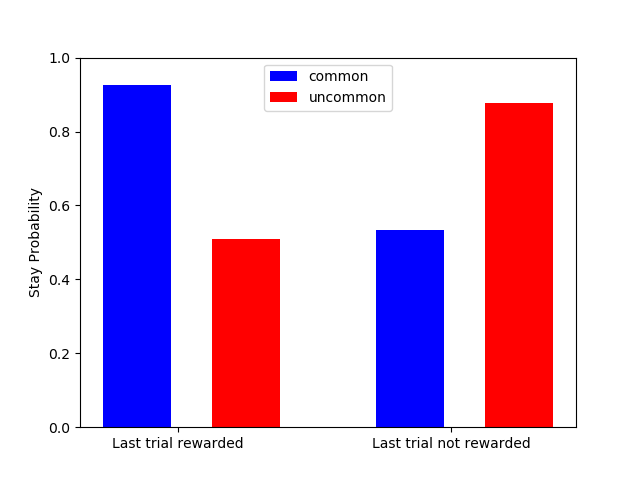 1.0
0.8
0.6
0.4
0.2
0.0
Stay Probability
common
uncommon
Last trial rewarded
Last trial not rewarded